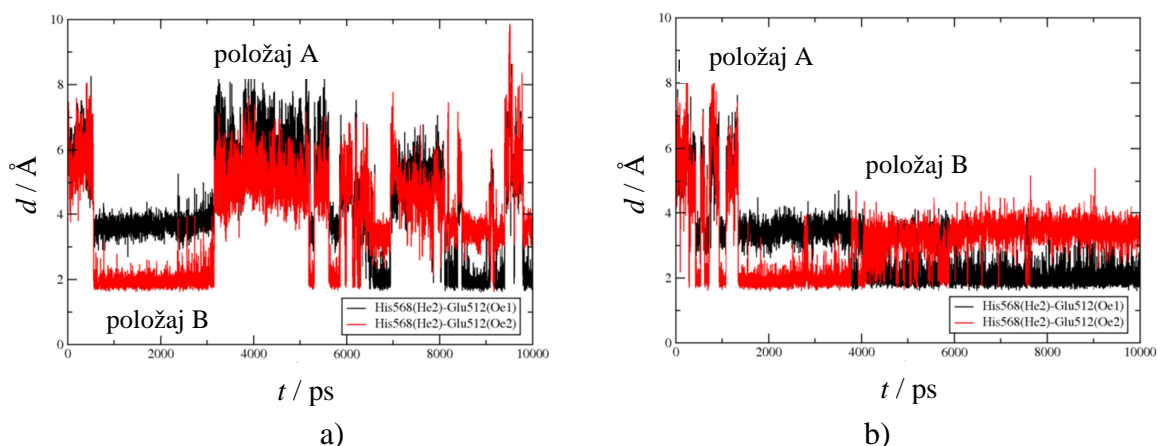 10
8
6
4
2
0
d / Å
položaj A
položaj B
His568(He2)-Glu512(Oe1)
His568(He2)-Glu512(Oe2)
0 2000 4000 6000 8000 10000
t / ps
a)
10
8
6
4
2
0
d / Å
položaj A
položaj B
His568(He2)-Glu512(Oe1)
His568(He2)-Glu512(Oe2)
0 2000 4000 6000 8000 10000
t / ps
b)